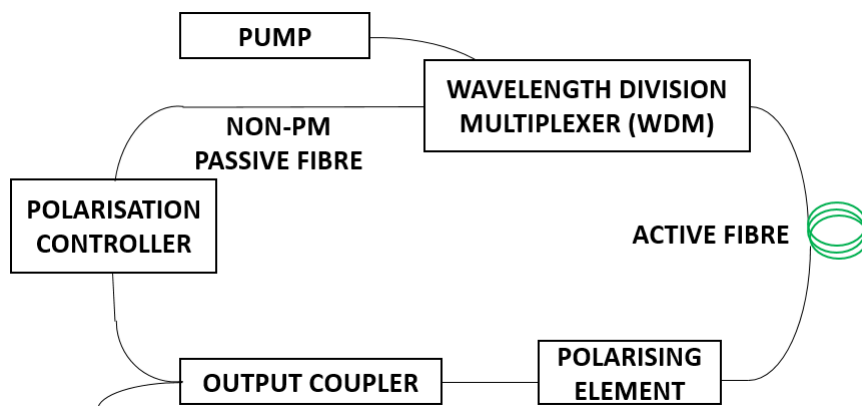 PUMP
WAVELENGTH DIVISION
MULTIPLEXER (WDM)
NON-PM
PASSIVE FIBRE
POLARISATION
CONTROLLER
ACTIVE FIBRE
OUTPUT COUPLER
POLARISING
ELEMENT